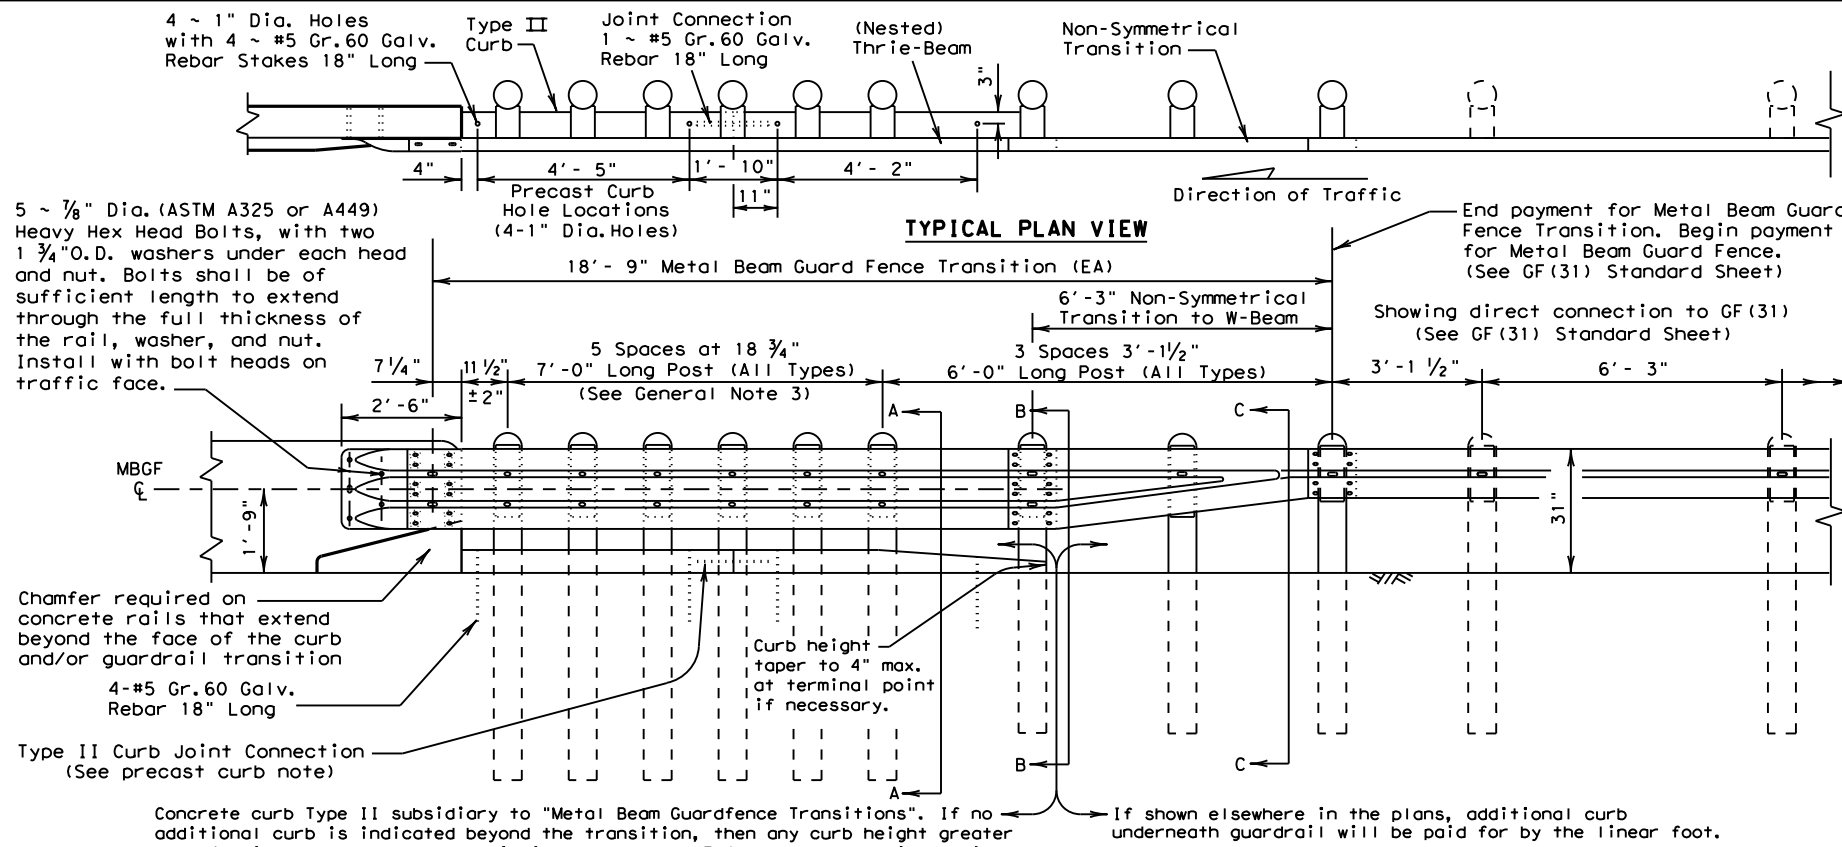 4 ~ 1" Dia. Holes
with 4 ~ #5 Gr.60 Galv.
Rebar Stakes 18" Long
Type II
Curb
Joint Connection
1 ~ #5 Gr.60 Galv.
Rebar 18" Long
(Nested)
Thrie-Beam
Non-Symmetrical
Transition
3"
4"
4'- 5"
1'- 10"
4'- 2"
11"
Precast Curb
Hole Locations
(4-1" Dia.Holes)
Direction of Traffic
TYPICAL PLAN VIEW
5 ~ 7/8" Dia.(ASTM A325 or A449)
Heavy Hex Head Bolts, with two
1 3/4"O.D. washers under each head
and nut. Bolts shall be of
sufficient length to extend
through the full thickness of
the rail, washer, and nut.
Install with bolt heads on
traffic face.
End payment for Metal Beam Guard
Fence Transition. Begin payment
for Metal Beam Guard Fence.
(See GF(31) Standard Sheet)
18'- 9" Metal Beam Guard Fence Transition (EA)
6'-3" Non-Symmetrical
Transition to W-Beam
Showing direct connection to GF(31)
(See GF(31) Standard Sheet)
7 1/4"
11 1/2"
±2"
5 Spaces at 18 3/4"
7'-0" Long Post (All Types)
(See General Note 3)
3 Spaces 3'-1 1/2"
6'-0" Long Post (All Types)
3'-1 1/2"
6'- 3"
2'-6"
A
B
C
MBGF
CL
1'-9"
31"
Chamfer required on
concrete rails that extend
beyond the face of the curb
and/or guardrail transition
4-#5 Gr.60 Galv.
Rebar 18" Long
Curb height
taper to 4" max.
at terminal point
if necessary.
Type II Curb Joint Connection
(See precast curb note)
A
B
C
Concrete curb Type II subsidiary to "Metal Beam Guardfence Transitions". If no
additional curb is indicated beyond the transition, then any curb height greater
If shown elsewhere in the plans, additional curb
underneath guardrail will be paid for by the linear foot.